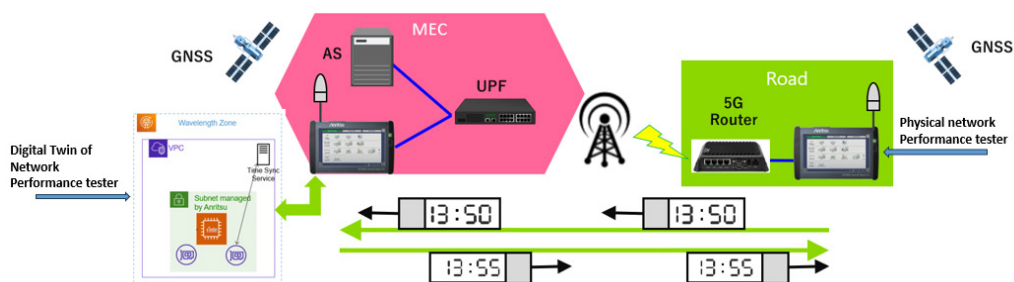 GNSS
MEC
AS
UPF
GNSS
Road
5G
Router
Physical network
Performance tester
Digital Twin of
Network
Performance tester
Wavelength Zone
VPC
Time Sync
Service
Subnet managed
by Anritsu
13:50
13:50
13:55
13:55